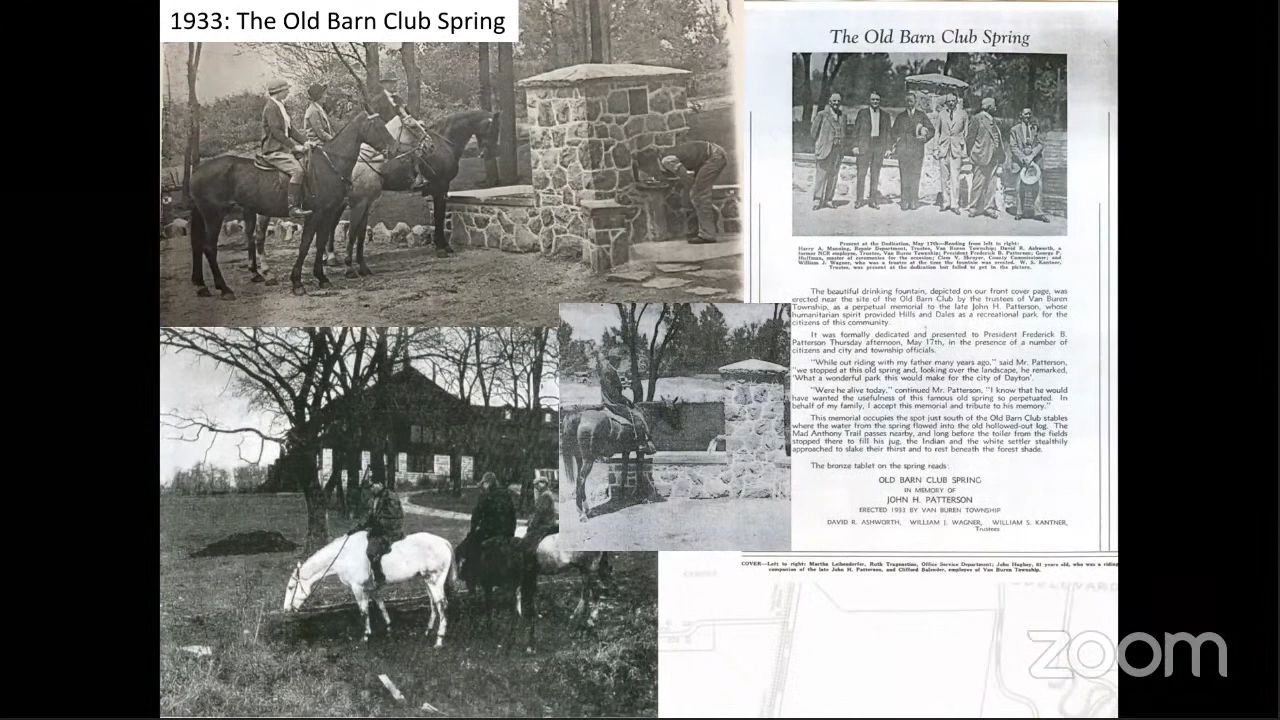 1933: The Old Barn Club Spring
The Old Barn Club Spring
Present at the Dedication, May 17th—Reading from left to right:
Harry A. Manning, Repair Department, Trustee, Van Buren Township; David R. Ashworth, a
former NCR employee, Trustee, Van Buren Township; President Frederick B. Patterson; George P.
Huffman, master of ceremonies for the occasion; Clem V. Shroyer, County Commissioner; and
William J. Wagner, who was a trustee at the time the fountain was erected. W. S. Kantner,
Trustee, was present at the dedication but failed to get in the picture.
The beautiful drinking fountain, depicted on our front cover page, was
erected near the site of the Old Barn Club by the trustees of Van Buren
Township, as a perpetual memorial to the late John H. Patterson, whose
humanitarian spirit provided Hills and Dales as a recreational park for the
citizens of this community.
It was formally dedicated and presented to President Frederick B.
Patterson Thursday afternoon, May 17th, in the presence of a number of
citizens and city and township officials.
"While out riding with my father many years ago," said Mr. Patterson,
"we stopped at this old spring and, looking over the landscape, he remarked,
'What a wonderful park this would make for the city of Dayton'.
"Were he alive today," continued Mr. Patterson, "I know that he would
have wanted the usefulness of this famous old spring so perpetuated. In
behalf of my family, I accept this memorial and tribute to his memory."
This memorial occupies the spot just south of the Old Barn Club stables
where the water from the spring flowed into the old hollowed-out log. The
Mad Anthony Trail passes nearby, and long before the toiler from the fields
stopped there to fill his jug, the Indian and the white settler stealthily
approached to slake their thirst and to rest beneath the forest shade.
The bronze tablet on the spring reads:
OLD BARN CLUB SPRING
IN MEMORY OF
JOHN H. PATTERSON
ERECTED 1933 BY VAN BUREN TOWNSHIP
DAVID R. ASHWORTH, WILLIAM J. WAGNER, WILLIAM S. KANTNER,
Trustees
COVER—Left to right: Martha Leibenderfer, Ruth Tragesstion, Office Service Department; John Hughey, 81 years old, who was a riding
companion of the late John H. Patterson, and Clifford Balender, employee of Van Buren Township.
zoom